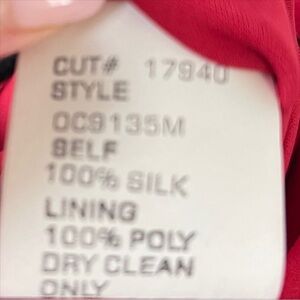 CUT# 17940
STYLE
OC9135M
SELF
100% SILK
LINING
100% POLY
DRY CLEAN
ONLY